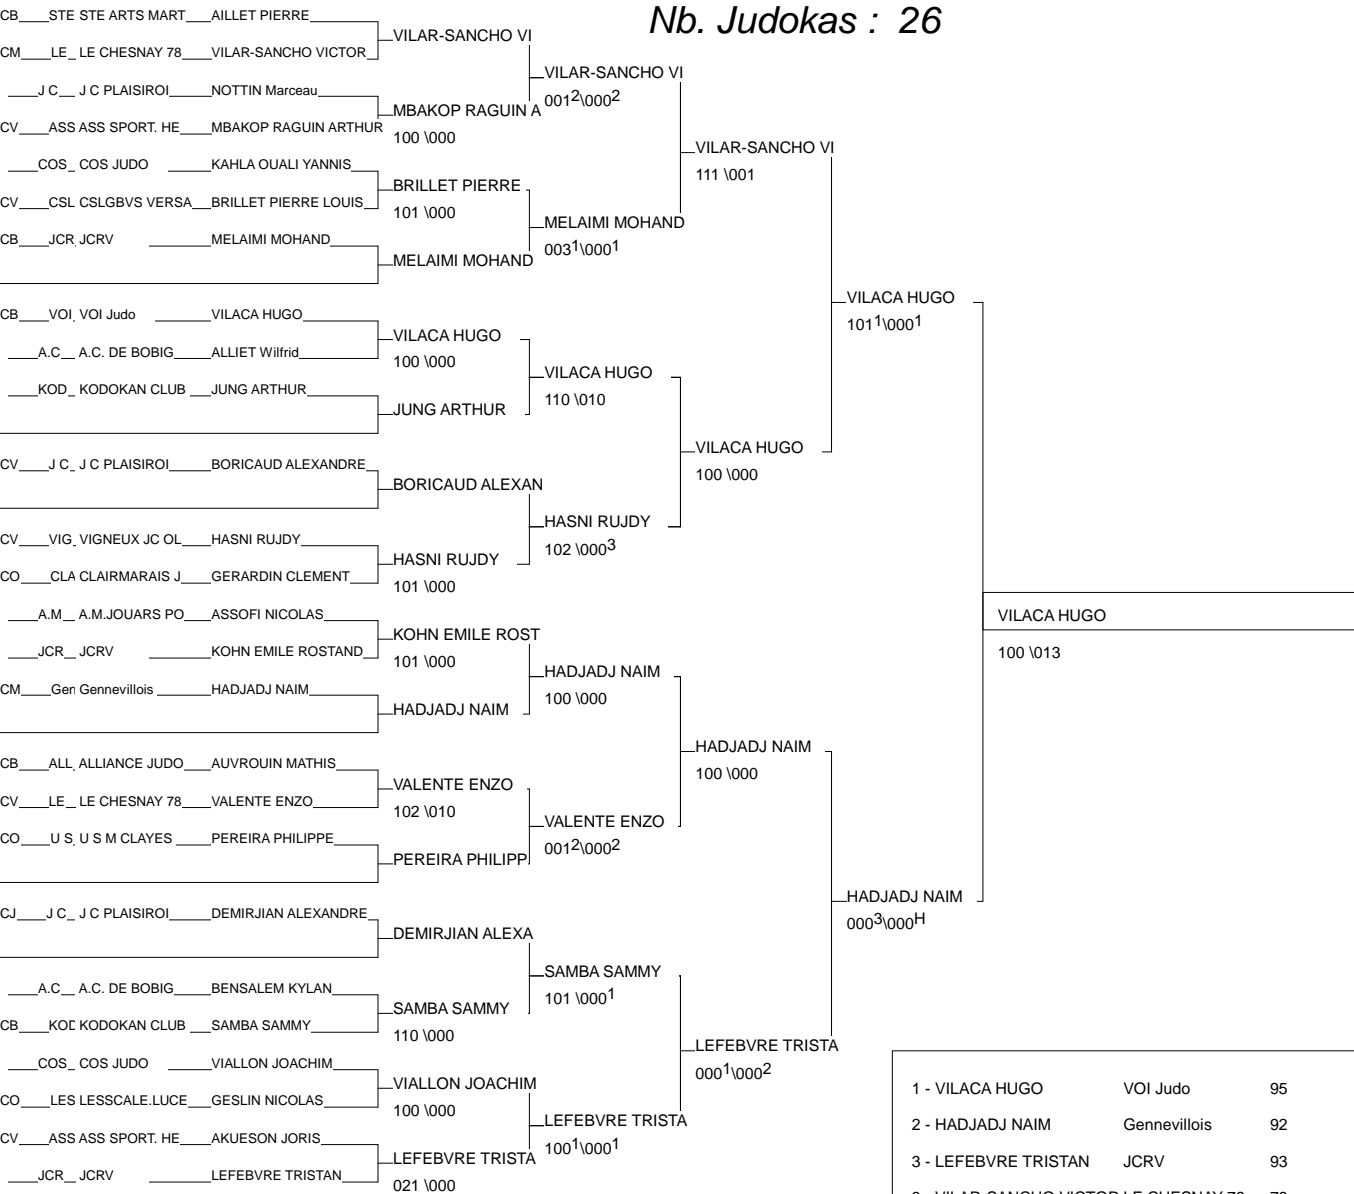 Nb. Judokas : 26
CB STE STE ARTS MART AILLET PIERRE
VILAR-SANCHO VI
CM LE LE CHESNAY 78 VILAR-SANCHO VICTOR
VILAR-SANCHO VI
001²\000²
J C J C PLAISIROI NOTTIN Marceau
MBAKOP RAGUIN A
100 \000
CV ASS ASS SPORT. HE MBAKOP RAGUIN ARTHUR
VILAR-SANCHO VI
111 \001
COS COS JUDO KAHLA OUALI YANNIS
BRILLET PIERRE
101 \000
CV CSL CSLGBVS VERSA BRILLET PIERRE LOUIS
MELAIMI MOHAND
003¹\000¹
CB JCR JCRV MELAIMI MOHAND
MELAIMI MOHAND
VILACA HUGO
101¹\000¹
CB VOI VOI Judo VILACA HUGO
VILACA HUGO
100 \000
A.C A.C. DE BOBIG ALLIET Wilfrid
VILACA HUGO
110 \010
KOD KODOKAN CLUB JUNG ARTHUR
JUNG ARTHUR
VILACA HUGO
100 \000
CV J C J C PLAISIROI BORICAUD ALEXANDRE
BORICAUD ALEXAN
HASNI RUJDY
102 \000³
CV VIG VIGNEUX JC OL HASNI RUJDY
HASNI RUJDY
101 \000
CO CLA CLAIRMARAIS J GERARDIN CLEMENT
VILACA HUGO
100 \013
A.M A.M.JOUARS PO ASSOFI NICOLAS
KOHN EMILE ROST
101 \000
JCR JCRV KOHN EMILE ROSTAND
HADJADJ NAIM
100 \000
CM Gen Gennevillois HADJADJ NAIM
HADJADJ NAIM
HADJADJ NAIM
100 \000
CB ALL ALLIANCE JUDO AUVROUIN MATHIS
VALENTE ENZO
102 \010
CV LE LE CHESNAY 78 VALENTE ENZO
VALENTE ENZO
001²\000²
CO U S U S M CLAYES PEREIRA PHILIPPE
PEREIRA PHILIPP
HADJADJ NAIM
000³\000ᴴ
CJ J C J C PLAISIROI DEMIRJIAN ALEXANDRE
DEMIRJIAN ALEXA
SAMBA SAMMY
101 \000¹
A.C A.C. DE BOBIG BENSALEM KYLAN
SAMBA SAMMY
110 \000
CB KOD KODOKAN CLUB SAMBA SAMMY
LEFEBVRE TRISTA
000¹\000²
COS COS JUDO VIALLON JOACHIM
VIALLON JOACHIM
100 \000
CO LES LESSCALE.LUCE GESLIN NICOLAS
LEFEBVRE TRISTA
100¹\000¹
CV ASS ASS SPORT. HE AKUESON JORIS
LEFEBVRE TRISTA
021 \000
JCR JCRV LEFEBVRE TRISTAN
1 - VILACA HUGO VOI Judo 95
2 - HADJADJ NAIM Gennevillois 92
3 - LEFEBVRE TRISTAN JCRV 93